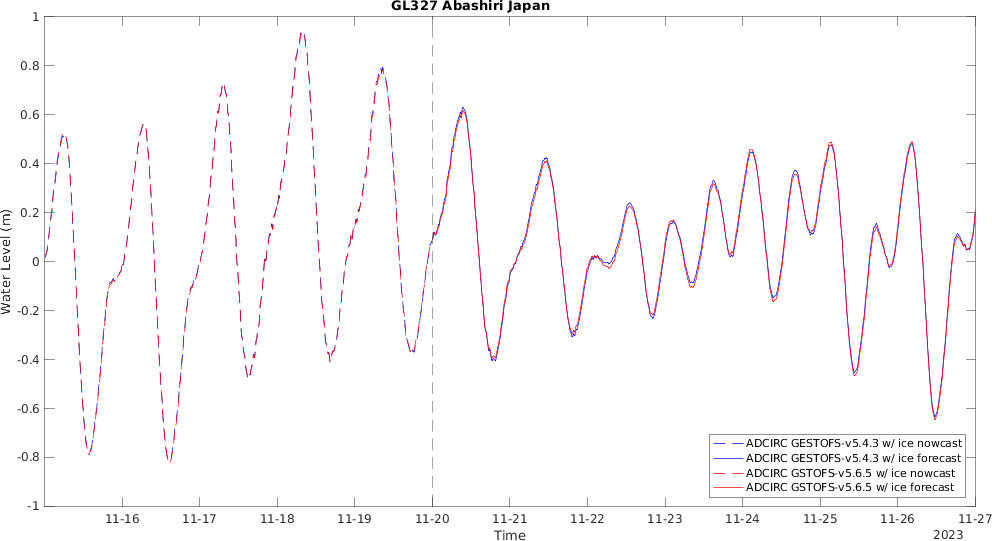 GL327 Abashiri Japan
1
0.8
0.6
0.4
0.2
0
-0.2
-0.4
-0.6
-0.8
-1
Water Level (m)
ADCIRC GESTOFS-v5.4.3 w/ ice nowcast
ADCIRC GESTOFS-v5.4.3 w/ ice forecast
ADCIRC GSTOFS-v5.6.5 w/ ice nowcast
ADCIRC GSTOFS-v5.6.5 w/ ice forecast
11-16 11-17 11-18 11-19 11-20 11-21 11-22 11-23 11-24 11-25 11-26 11-27
Time
2023